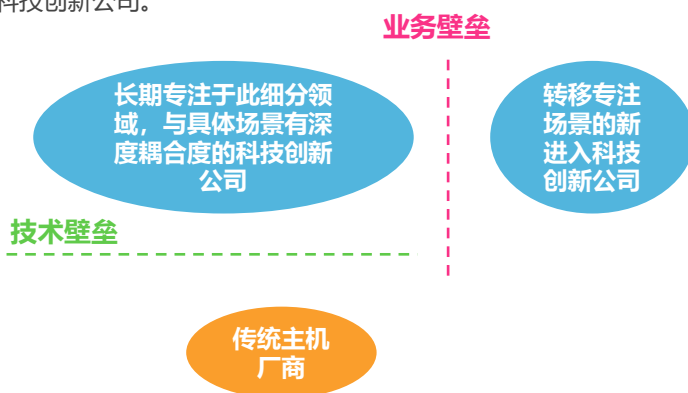 科技创新公司。
业务壁垒
长期专注于此细分领
域，与具体场景有深
度耦合度的科技创新
公司
转移专注
场景的新
进入科技
创新公司
技术壁垒
传统主机
厂商